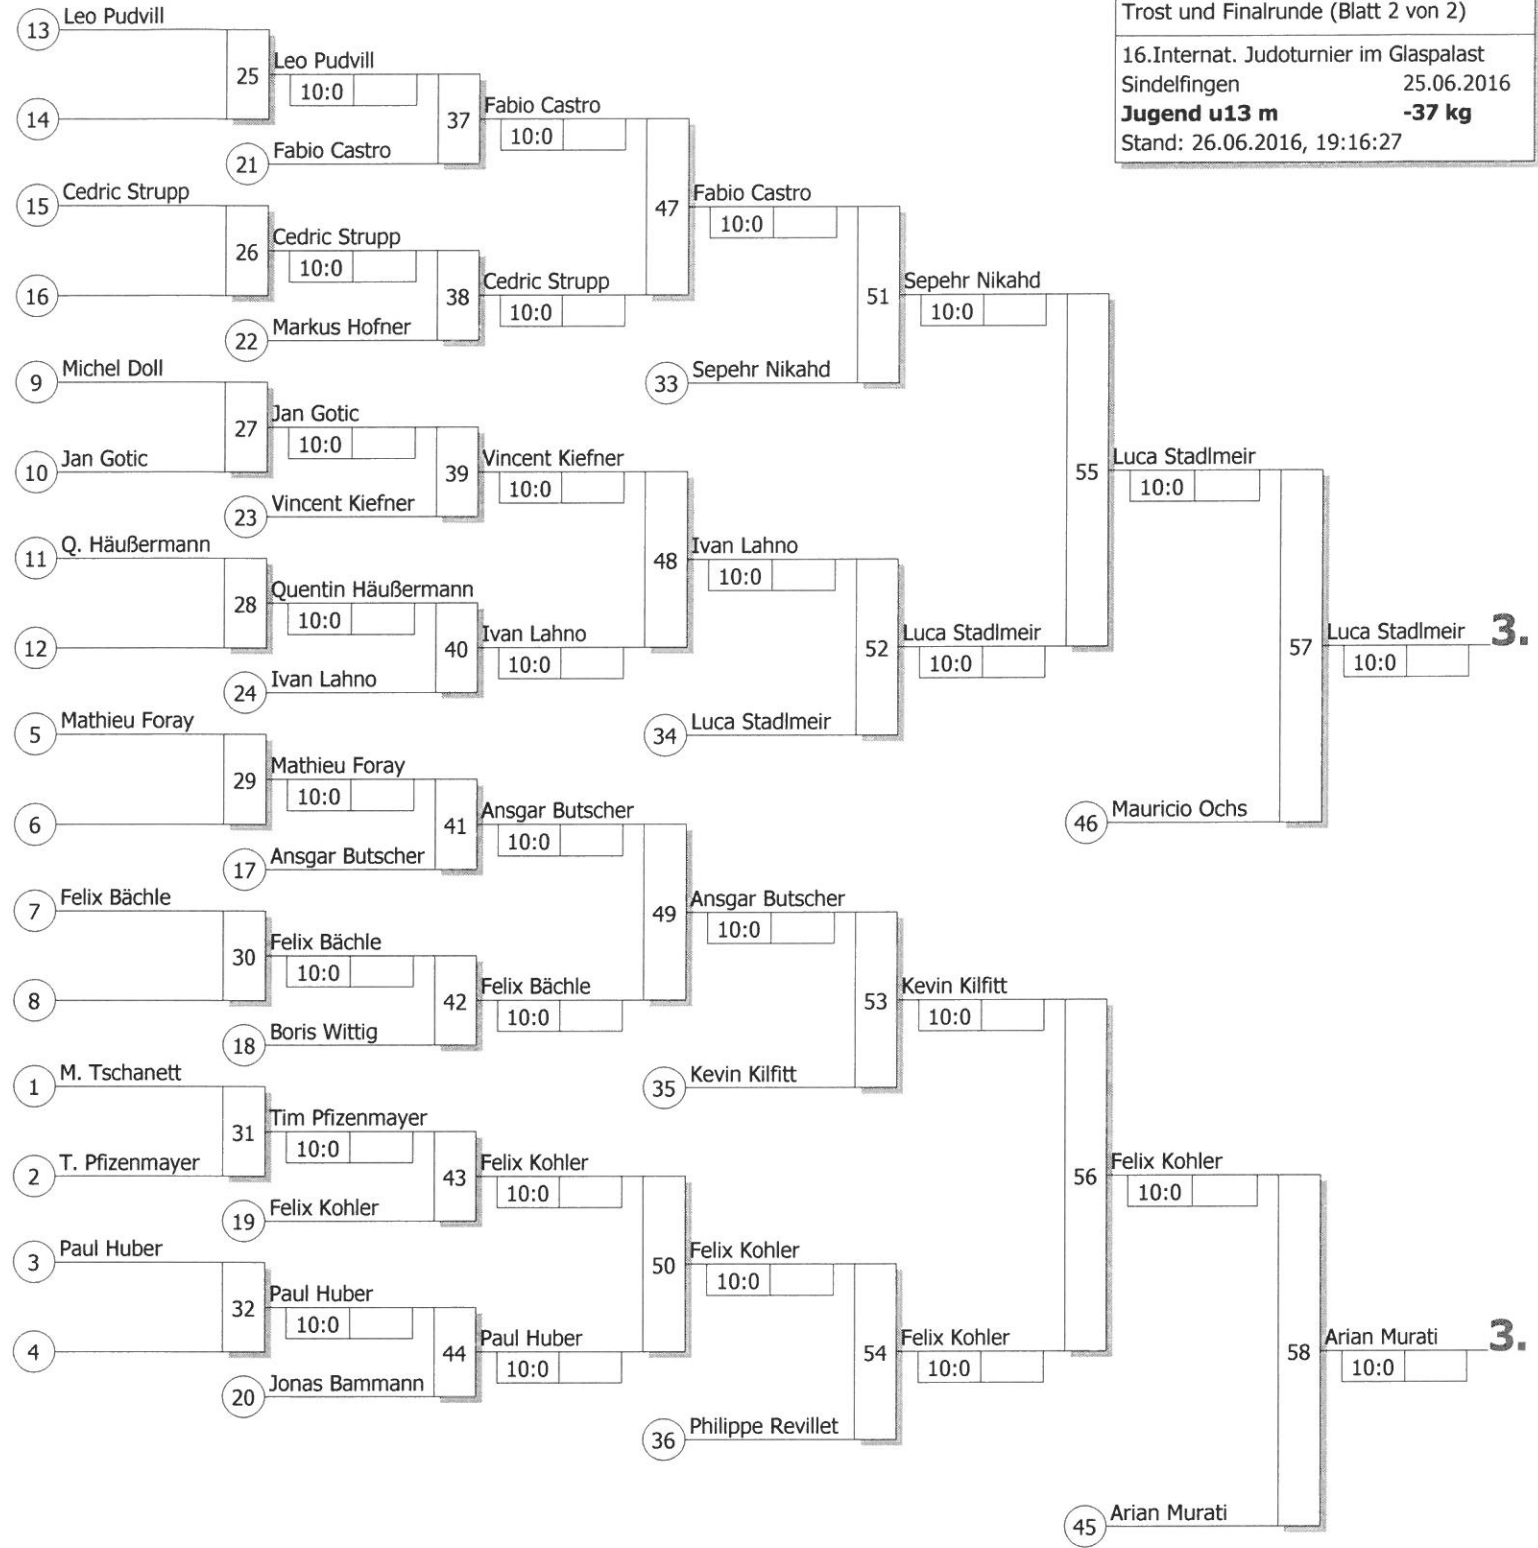 Trost und Finalrunde (Blatt 2 von 2)
16.Internat. Judoturnier im Glaspalast
Sindelfingen 25.06.2016
Jugend u13 m -37 kg
Stand: 26.06.2016, 19:16:27
13 Leo Pudvill
14
25 Leo Pudvill
10:0
21 Fabio Castro
37 Fabio Castro
10:0
15 Cedric Strupp
16
26 Cedric Strupp
10:0
22 Markus Hofner
38 Cedric Strupp
10:0
47 Fabio Castro
10:0
33 Sepehr Nikahd
51 Sepehr Nikahd
10:0
9 Michel Doll
10 Jan Gotic
27 Jan Gotic
10:0
23 Vincent Kiefner
39 Vincent Kiefner
10:0
11 Q. Häußermann
12
28 Quentin Häußermann
10:0
24 Ivan Lahno
40 Ivan Lahno
10:0
48 Ivan Lahno
10:0
34 Luca Stadlmeir
52 Luca Stadlmeir
10:0
55 Luca Stadlmeir
10:0
46 Mauricio Ochs
57 Luca Stadlmeir 3.
10:0
5 Mathieu Foray
6
29 Mathieu Foray
10:0
17 Ansgar Butscher
41 Ansgar Butscher
10:0
7 Felix Bächle
8
30 Felix Bächle
10:0
18 Boris Wittig
42 Felix Bächle
10:0
49 Ansgar Butscher
10:0
35 Kevin Kilfitt
53 Kevin Kilfitt
10:0
1 M. Tschanett
2 T. Pfizenmayer
31 Tim Pfizenmayer
10:0
19 Felix Kohler
43 Felix Kohler
10:0
3 Paul Huber
4
32 Paul Huber
10:0
20 Jonas Bammann
44 Paul Huber
10:0
50 Felix Kohler
10:0
36 Philippe Revillet
54 Felix Kohler
10:0
56 Felix Kohler
10:0
45 Arian Murati
58 Arian Murati 3.
10:0